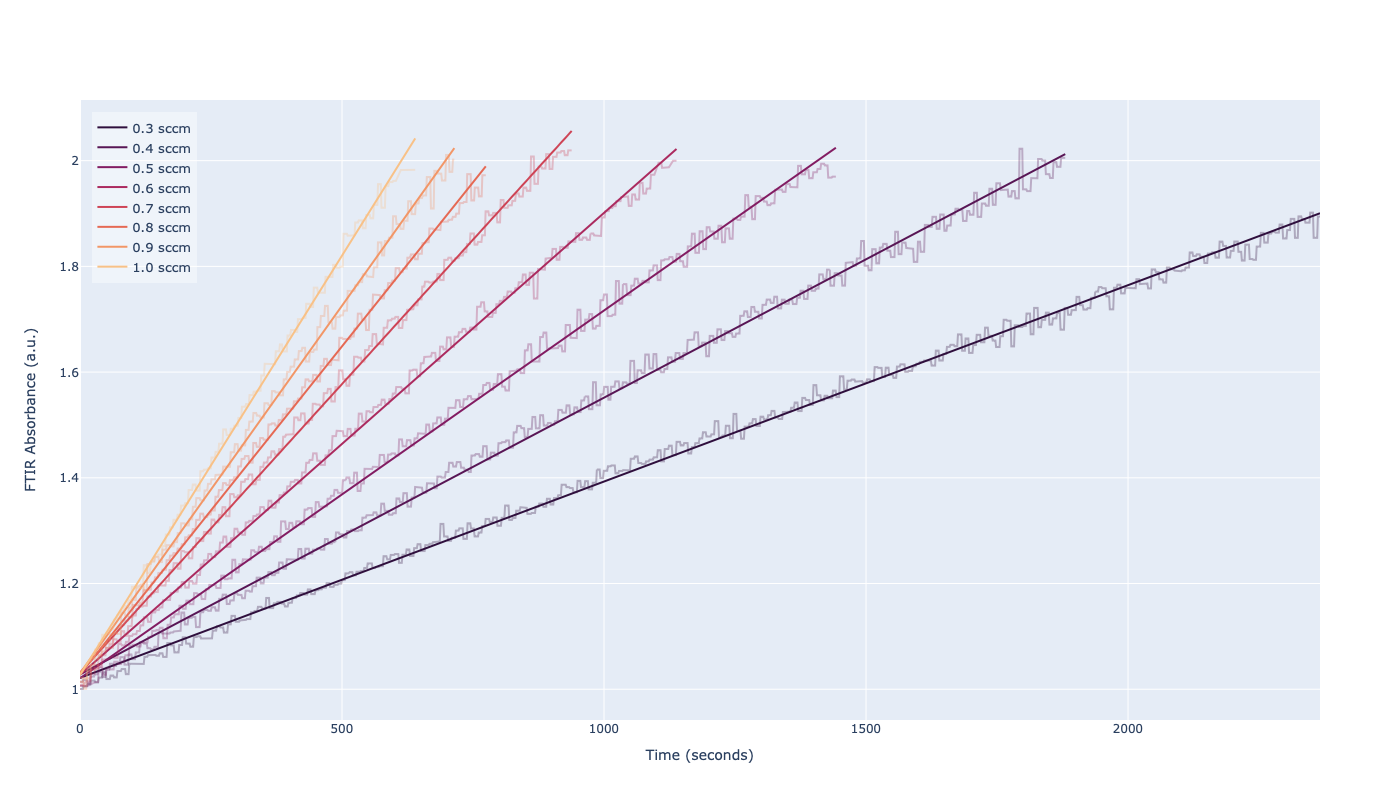 0.3 sccm
0.4 sccm
0.5 sccm
0.6 sccm
0.7 sccm
0.8 sccm
0.9 sccm
1.0 sccm
FTIR Absorbance (a.u.)
2
1.8
1.6
1.4
1.2
1
0 500 1000 1500 2000
Time (seconds)